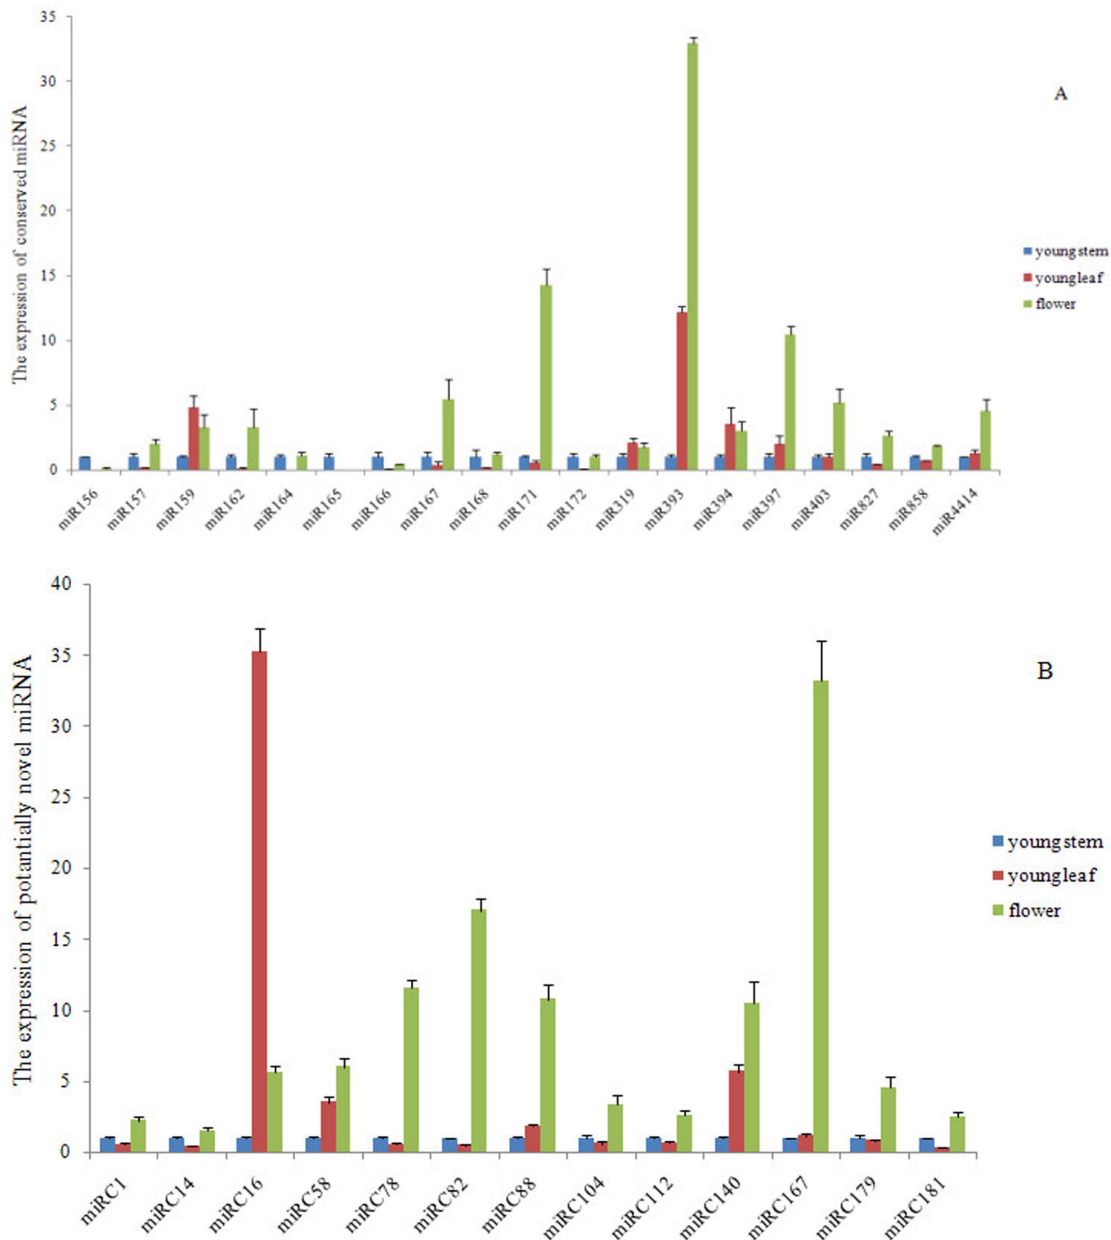 The expression of conserved miRNA
35
30
25
20
15
10
5
0
miR156
miR157
miR159
miR162
miR164
miR165
miR166
miR167
miR168
miR171
miR172
miR319
miR393
miR394
miR397
miR403
miR827
miR858
miR4414
A
young stem
young leaf
flower
The expression of potantially novel miRNA
40
35
30
25
20
15
10
5
0
miRC1
miRC14
miRC16
miRC58
miRC78
miRC82
miRC88
miRC104
miRC112
miRC140
miRC167
miRC179
miRC181
B
young stem
young leaf
flower